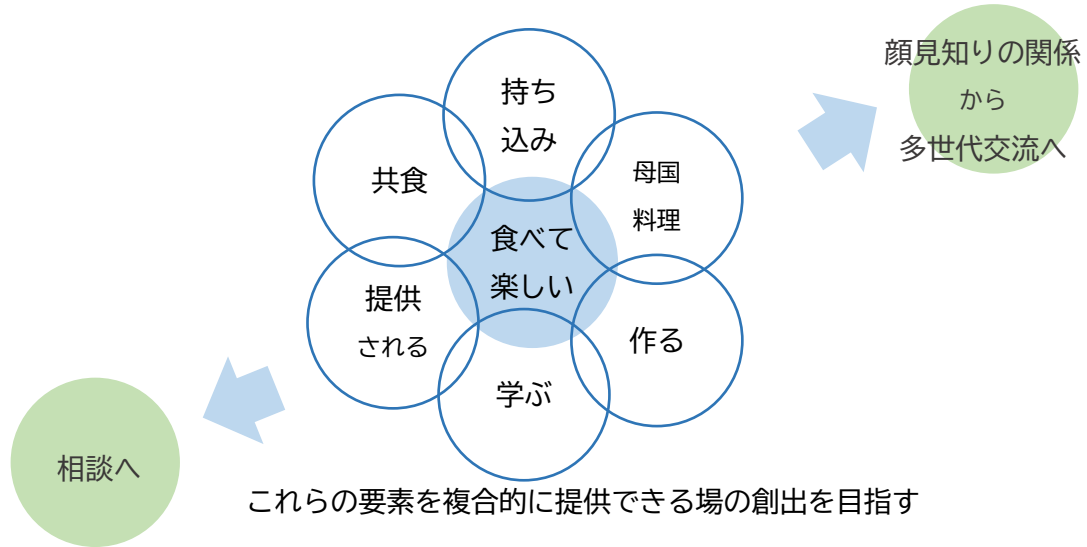 顔見知りの関係
から
多世代交流へ
持ち
込み
共食
母国
料理
食べて
楽しい
提供
される
作る
学ぶ
相談へ
これらの要素を複合的に提供できる場の創出を目指す